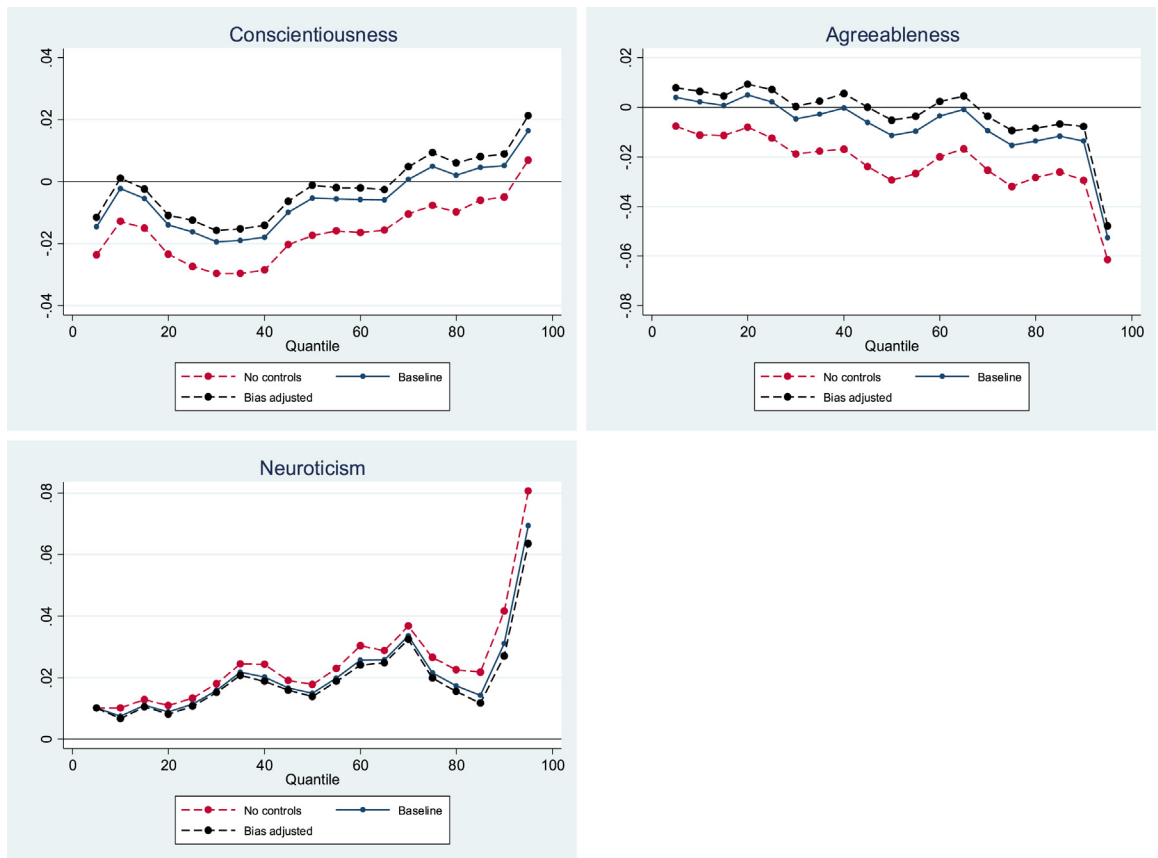 Conscientiousness
.04
.02
0
-.02
-.04
0 20 40 60 80 100
Quantile
No controls Baseline
Bias adjusted
Agreeableness
.02
0
-.02
-.04
-.06
-.08
0 20 40 60 80 100
Quantile
No controls Baseline
Bias adjusted
Neuroticism
.08
.06
.04
.02
0
0 20 40 60 80 100
Quantile
No controls Baseline
Bias adjusted